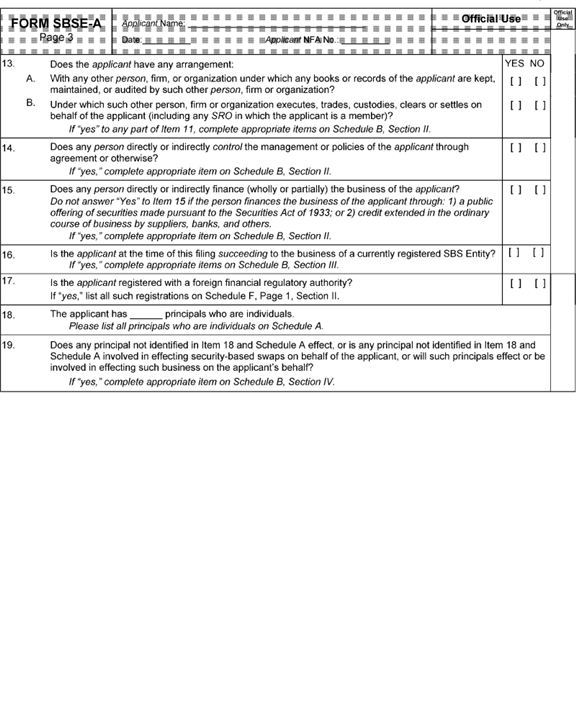 FORM SBSE-A
Page 3
Applicant Name: ____________________
Date: ________ Applicant NFA No.: ________
Official Use
Official
Use
Only
13. Does the applicant have any arrangement: YES NO
A. With any other person, firm, or organization under which any books or records of the applicant are kept, [ ] [ ]
maintained, or audited by such other person, firm or organization?
B. Under which such other person, firm or organization executes, trades, custodies, clears or settles on [ ] [ ]
behalf of the applicant (including any SRO in which the applicant is a member)?
If "yes" to any part of Item 11, complete appropriate items on Schedule B, Section II.
14. Does any person directly or indirectly control the management or policies of the applicant through [ ] [ ]
agreement or otherwise?
If "yes," complete appropriate item on Schedule B, Section II.
15. Does any person directly or indirectly finance (wholly or partially) the business of the applicant? [ ] [ ]
Do not answer "Yes" to Item 15 if the person finances the business of the applicant through: 1) a public
offering of securities made pursuant to the Securities Act of 1933; or 2) credit extended in the ordinary
course of business by suppliers, banks, and others.
If "yes," complete appropriate item on Schedule B, Section II.
16. Is the applicant at the time of this filing succeeding to the business of a currently registered SBS Entity? [ ] [ ]
If "yes," complete appropriate items on Schedule B, Section III.
17. Is the applicant registered with a foreign financial regulatory authority? [ ] [ ]
If "yes," list all such registrations on Schedule F, Page 1, Section II.
18. The applicant has ______ principals who are individuals.
Please list all principals who are individuals on Schedule A.
19. Does any principal not identified in Item 18 and Schedule A effect, or is any principal not identified in Item 18 and
Schedule A involved in effecting security-based swaps on behalf of the applicant, or will such principals effect or be
involved in effecting such business on the applicant's behalf?
If "yes," complete appropriate item on Schedule B, Section IV.